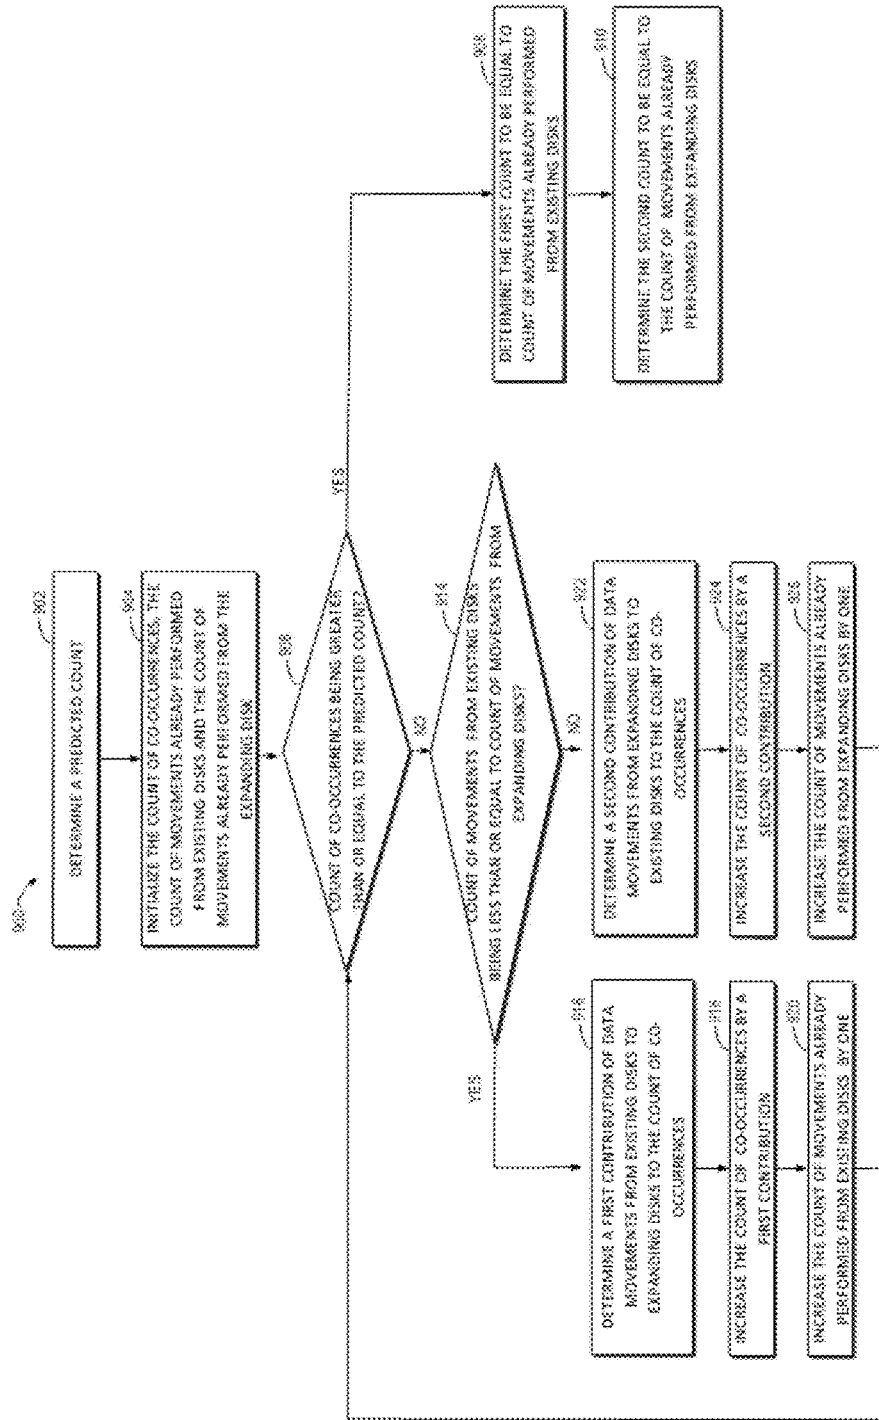 900
902
DETERMINE A PREDICTED COUNT
904
INITIALIZE THE COUNT OF CO-OCCURRENCES, THE
COUNT OF MOVEMENTS ALREADY PERFORMED
FROM EXISTING DISKS AND THE COUNT OF
MOVEMENTS ALREADY PERFORMED FROM THE
EXPANDING DISK
COUNT OF CO-OCCURRENCES BEING GREATER
THAN OR EQUAL TO THE PREDICTED COUNT?
YES
NO
908
DETERMINE THE FIRST COUNT TO BE EQUAL TO
COUNT OF MOVEMENTS ALREADY PERFORMED
FROM EXISTING DISKS
910
DETERMINE THE SECOND COUNT TO BE EQUAL TO
THE COUNT OF MOVEMENTS ALREADY
PERFORMED FROM EXPANDING DISKS
914
COUNT OF MOVEMENTS FROM EXISTING DISKS
BEING LESS THAN OR EQUAL TO COUNT OF MOVEMENTS FROM
EXPANDING DISKS?
YES
NO
916
DETERMINE A FIRST CONTRIBUTION OF DATA
MOVEMENTS FROM EXISTING DISKS TO
EXPANDING DISKS TO THE COUNT OF CO-
OCCURRENCES
918
INCREASE THE COUNT OF CO-OCCURRENCES BY A
FIRST CONTRIBUTION
920
INCREASE THE COUNT OF MOVEMENTS ALREADY
PERFORMED FROM EXISTING DISKS BY ONE
922
DETERMINE A SECOND CONTRIBUTION OF DATA
MOVEMENTS FROM EXPANDING DISKS TO
EXISTING DISKS TO THE COUNT OF CO-
OCCURRENCES
924
INCREASE THE COUNT OF CO-OCCURRENCES BY A
SECOND CONTRIBUTION
INCREASE THE COUNT OF MOVEMENTS ALREADY
PERFORMED FROM EXPANDING DISKS BY ONE